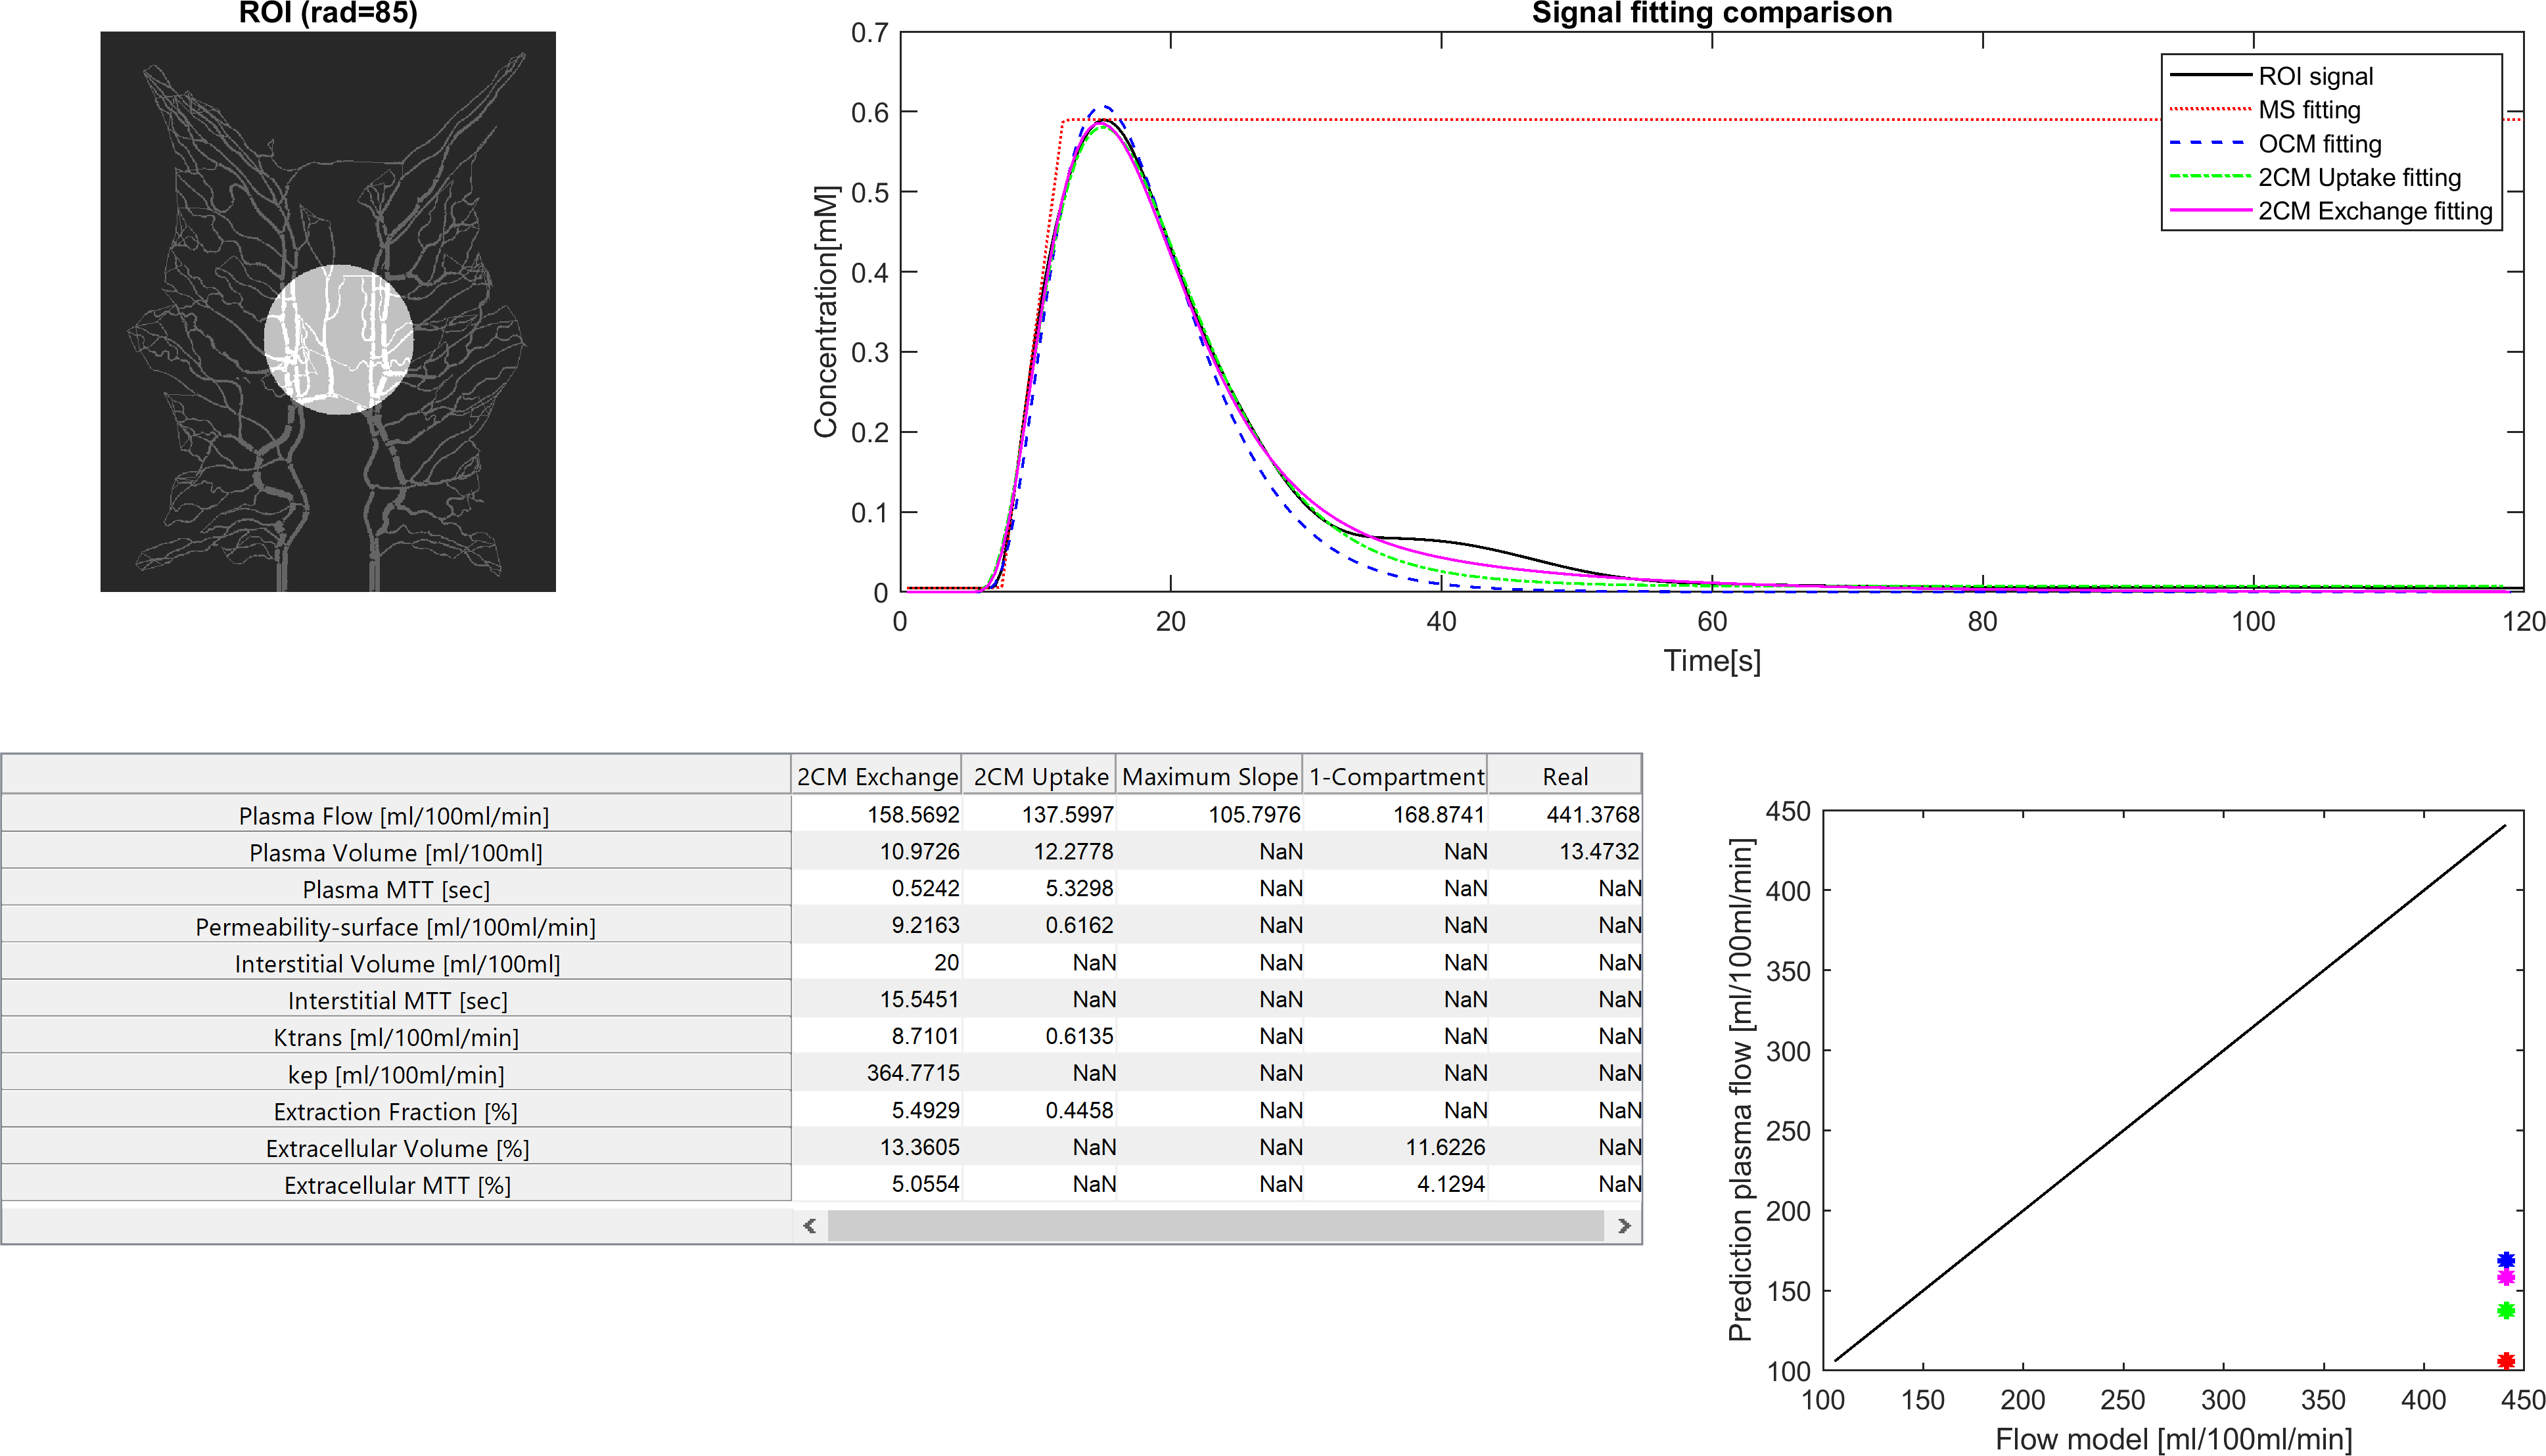 ROI (rad=85)
Signal fitting comparison
0.7
0.6
0.5
0.4
0.3
0.2
0.1
0
Concentration[mM]
ROI signal
MS fitting
OCM fitting
2CM Uptake fitting
2CM Exchange fitting
0 20 40 60 80 100 120
Time[s]
2CM Exchange 2CM Uptake Maximum Slope 1-Compartment Real
Plasma Flow [ml/100ml/min] 158.5692 137.5997 105.7976 168.8741 441.3768
Plasma Volume [ml/100ml] 10.9726 12.2778 NaN NaN 13.4732
Plasma MTT [sec] 0.5242 5.3298 NaN NaN NaN
Permeability-surface [ml/100ml/min] 9.2163 0.6162 NaN NaN NaN
Interstitial Volume [ml/100ml] 20 NaN NaN NaN NaN
Interstitial MTT [sec] 15.5451 NaN NaN NaN NaN
Ktrans [ml/100ml/min] 8.7101 0.6135 NaN NaN NaN
kep [ml/100ml/min] 364.7715 NaN NaN NaN NaN
Extraction Fraction [%] 5.4929 0.4458 NaN NaN NaN
Extracellular Volume [%] 13.3605 NaN NaN 11.6226 NaN
Extracellular MTT [%] 5.0554 NaN NaN 4.1294 NaN
450
400
350
300
250
200
150
100
Prediction plasma flow [ml/100ml/min]
100 150 200 250 300 350 400 450
Flow model [ml/100ml/min]